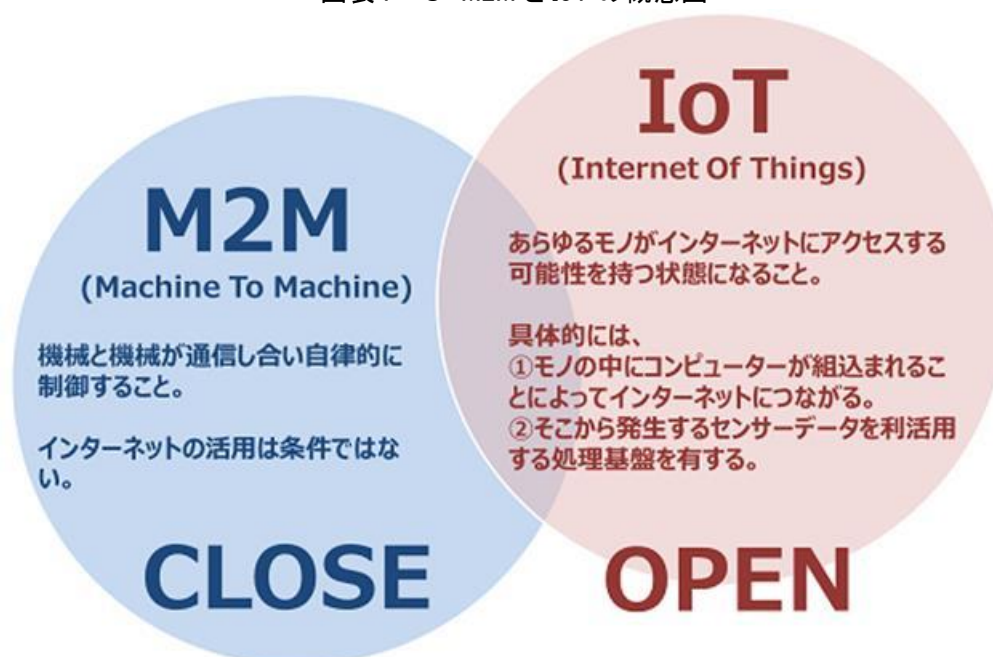 M2M
(Machine To Machine)
機械と機械が通信し合い自律的に
制御すること。
インターネットの活用は条件ではな
い。
CLOSE
IoT
(Internet Of Things)
あらゆるモノがインターネットにアクセスする
可能性を持つ状態になること。
具体的には、
①モノの中にコンピューターが組込まれるこ
とによってインターネットにつながる。
②そこから発生するセンサーデータを利活用
する処理基盤を有する。
OPEN